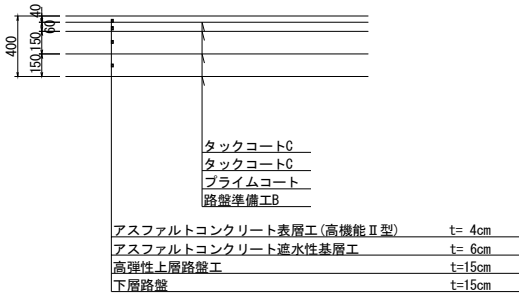 40
60
150
150
400
タックコートC
タックコートC
プライムコート
路盤準備工B
アスファルトコンクリート表層工(高機能Ⅱ型) t= 4cm
アスファルトコンクリート遮水性基層工 t= 6cm
高弾性上層路盤工 t=15cm
下層路盤 t=15cm